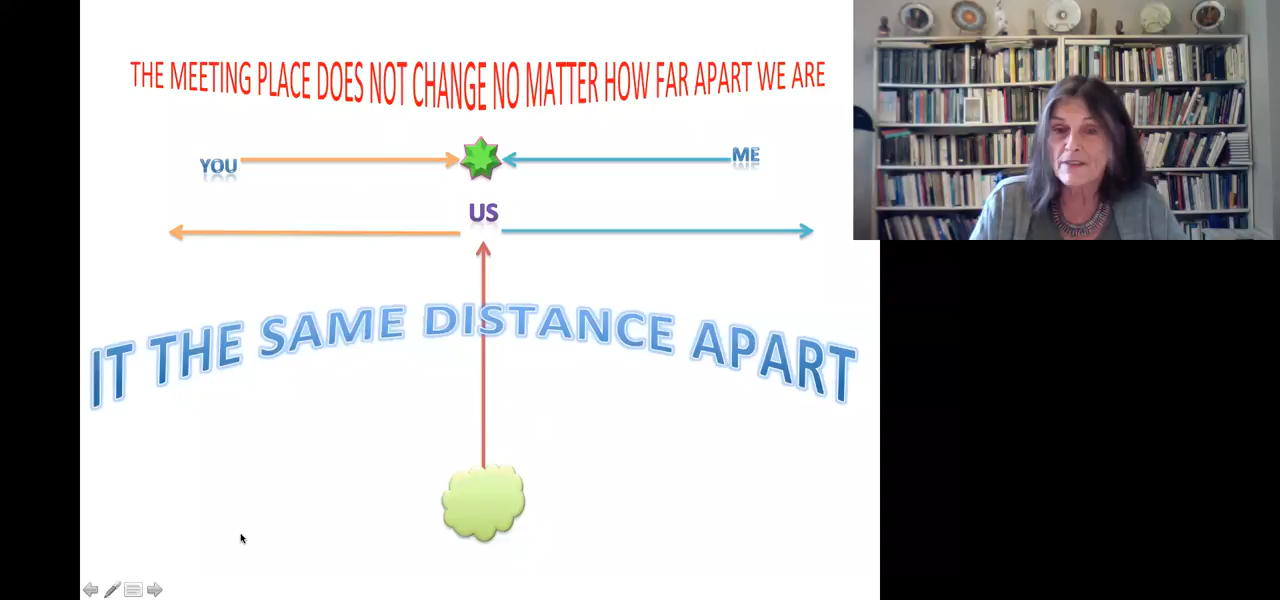 THE MEETING PLACE DOES NOT CHANGE NO MATTER HOW FAR APART WE ARE
YOU
ME
US
IT THE SAME DISTANCE APART